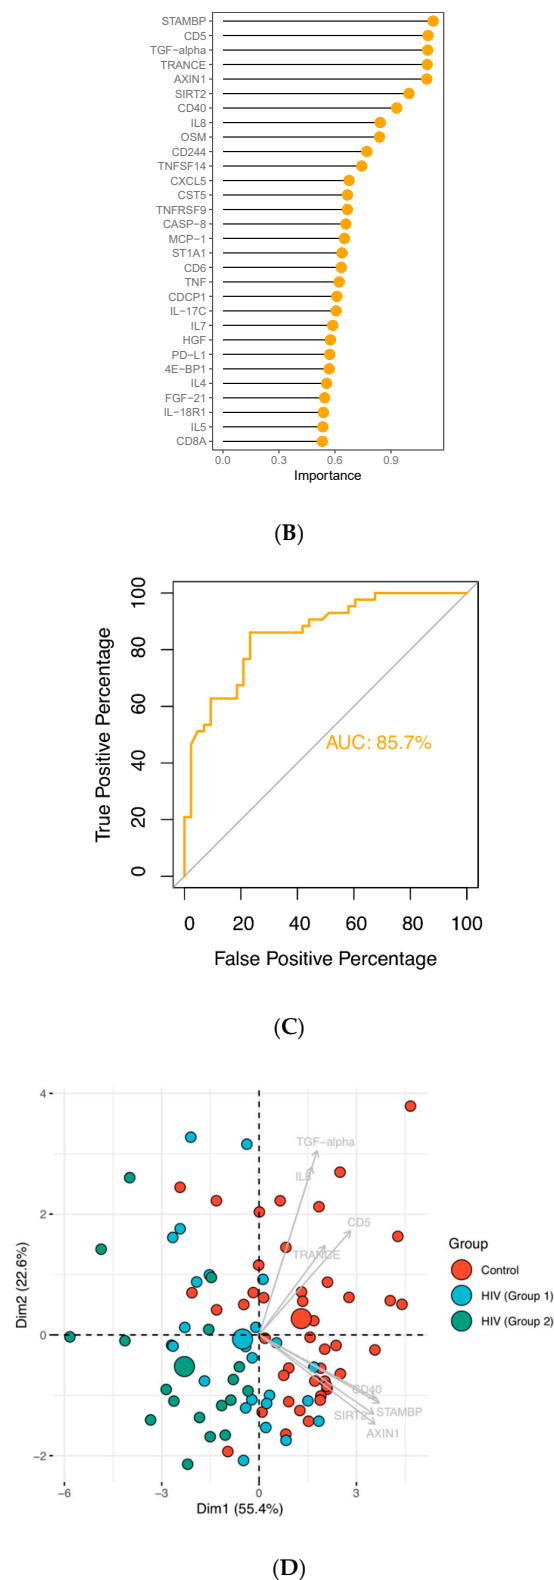 STAMBP
CD5
TGF-alpha
TRANCE
AXIN1
SIRT2
CD40
IL8
OSM
CD244
TNFSF14
CXCL5
CST5
TNFRSF9
CASP-8
MCP-1
ST1A1
CD6
TNF
CDCP1
IL-17C
IL7
HGF
PD-L1
4E-BP1
IL4
FGF-21
IL-18R1
IL5
CD8A
0.0 0.3 0.6 0.9
Importance
(B)
100
80
60
40
20
0
True Positive Percentage
AUC: 85.7%
0 20 40 60 80 100
False Positive Percentage
(C)
4
2
0
-2
Dim2 (22.6%)
TGF-alpha
IL8
CD5
TRANCE
CD40
SIRT2 STAMBP
AXIN1
-6 -3 0 3
Dim1 (55.4%)
Group
Control
HIV (Group 1)
HIV (Group 2)
(D)